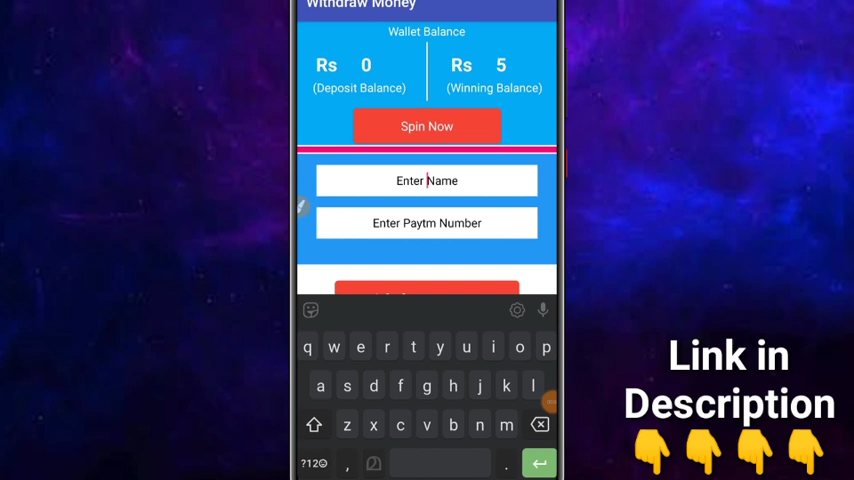 Withdraw Money
Wallet Balance
Rs 0
Rs 5
(Deposit Balance)
(Winning Balance)
Spin Now
Enter Name
Enter Paytm Number
q w e r t y u i o p
a s d f g h j k l
z x c v b n m
?123 , .
Link in
Description